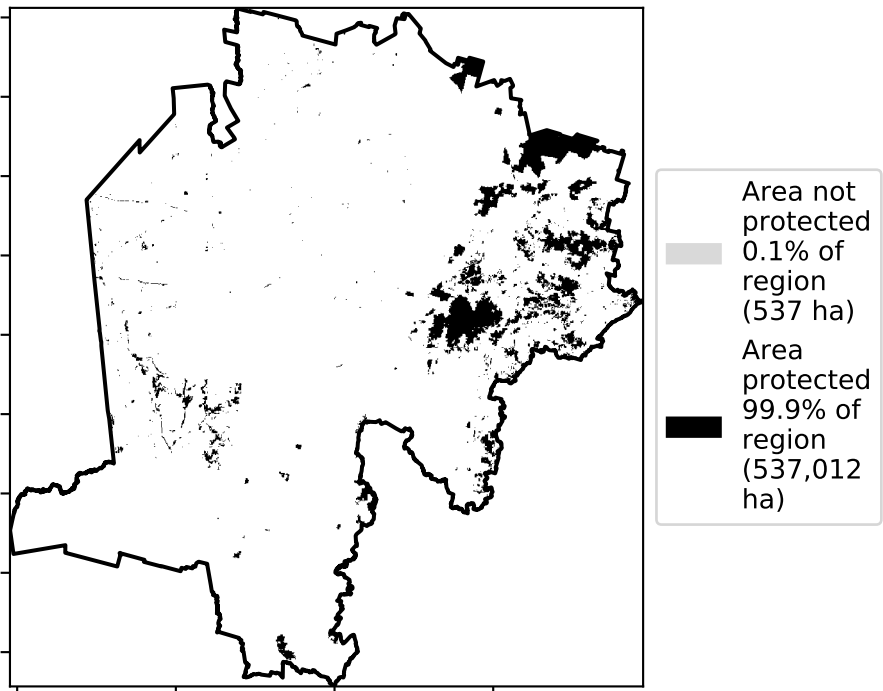 Area not
protected
0.1% of
region
(537 ha)
Area
protected
99.9% of
region
(537,012
ha)